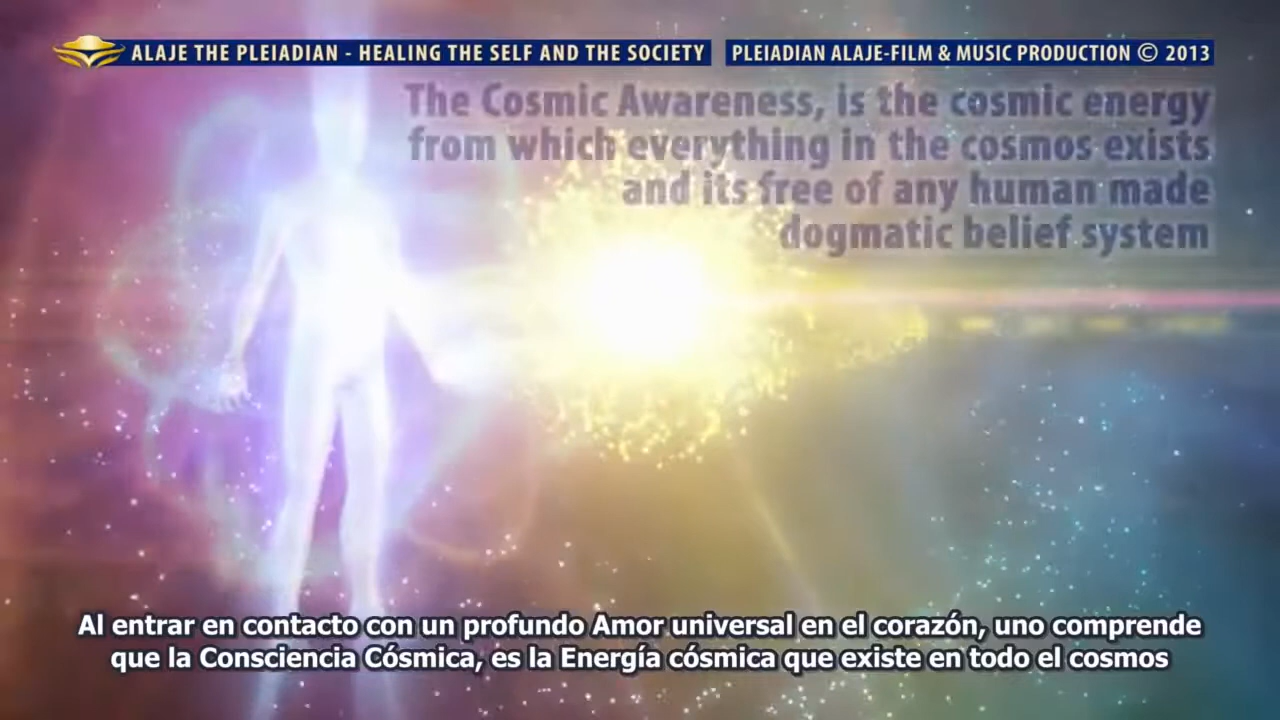 ALAJE THE PLEIADIAN - HEALING THE SELF AND THE SOCIETY
PLEIADIAN ALAJE-FILM & MUSIC PRODUCTION © 2013
The Cosmic Awareness, is the cosmic energy
from which everything in the cosmos exists
and its free of any human made
dogmatic belief system
Al entrar en contacto con un profundo Amor universal en el corazón, uno comprende
que la Consciencia Cósmica, es la Energía cósmica que existe en todo el cosmos